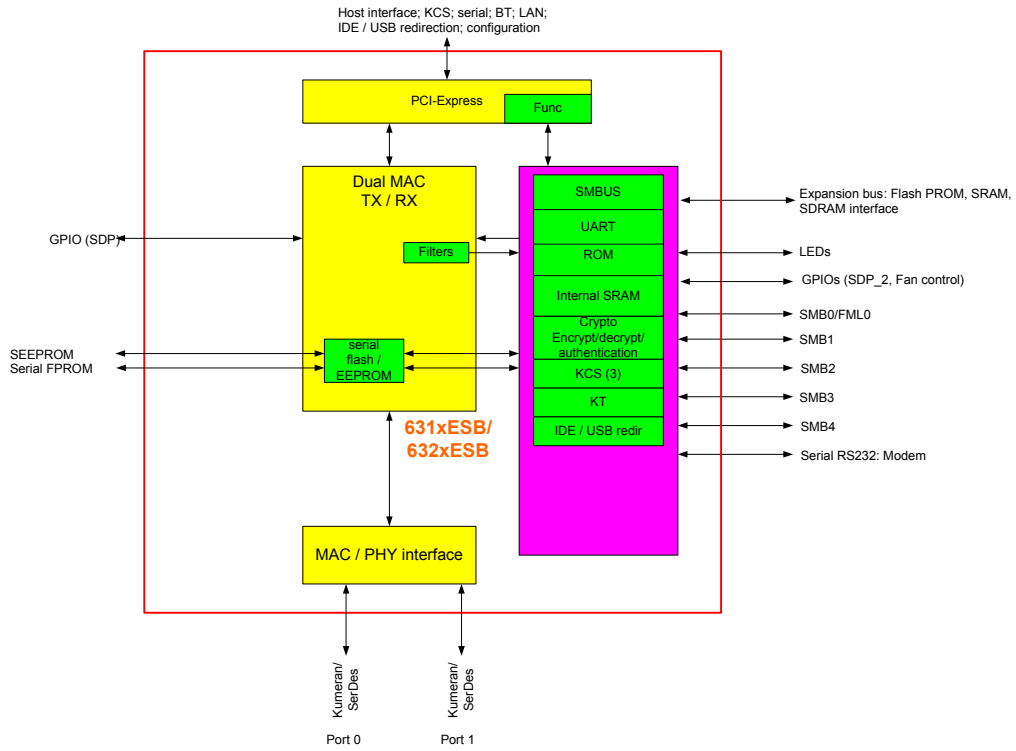 Host interface; KCS; serial; BT; LAN;
IDE / USB redirection; configuration
PCI-Express
Func
Dual MAC
TX / RX
Filters
GPIO (SDP)
SEEPROM
Serial FPROM
serial
flash /
EEPROM
631xESB/
632xESB
SMBUS
UART
ROM
Internal SRAM
Crypto
Encrypt/decrypt/
authentication
KCS (3)
KT
IDE / USB redir
Expansion bus: Flash PROM, SRAM,
SDRAM interface
LEDs
GPIOs (SDP_2, Fan control)
SMB0/FML0
SMB1
SMB2
SMB3
SMB4
Serial RS232: Modem
MAC / PHY interface
Kumeran/
SerDes
Kumeran/
SerDes
Port 0
Port 1